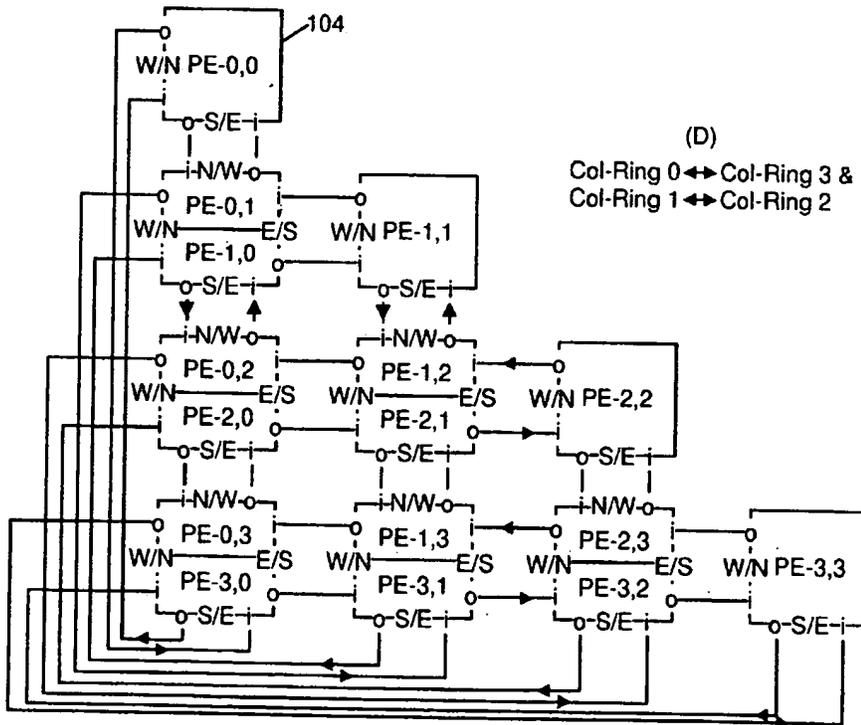 104
o
W/N PE-0,0
i
o S/E i
(D)
Col-Ring 0 ↔ Col-Ring 3 &
Col-Ring 1 ↔ Col-Ring 2
i N/W o
o PE-0,1 i o
W/N E/S W/N PE-1,1
i PE-1,0 o i
o S/E i o S/E i
i N/W o i N/W o
o PE-0,2 i o PE-1,2 i o
W/N E/S W/N E/S W/N PE-2,2
i PE-2,0 o i PE-2,1 o i
o S/E i o S/E i o S/E i
i N/W o i N/W o i N/W o
o PE-0,3 i o PE-1,3 i o PE-2,3 i o
W/N E/S W/N E/S W/N E/S W/N PE-3,3
i PE-3,0 o i PE-3,1 o i PE-3,2 o i
o S/E i o S/E i o S/E i o S/E i